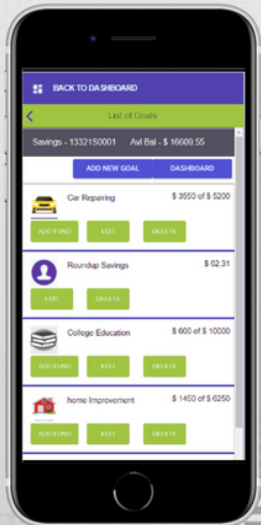 BACK TO DASHBOARD
List of Goals
Savings - 1332150001 Avl Bal - $ 16609.55
ADD NEW GOAL DASHBOARD
Car Repairing $ 3550 of $ 5200
ADD FUND EDIT DELETE
Roundup Savings $ 62.31
EDIT DELETE
College Education $ 600 of $ 10000
ADD FUND EDIT DELETE
home Improvement $ 1450 of $ 6250
ADD FUND EDIT DELETE